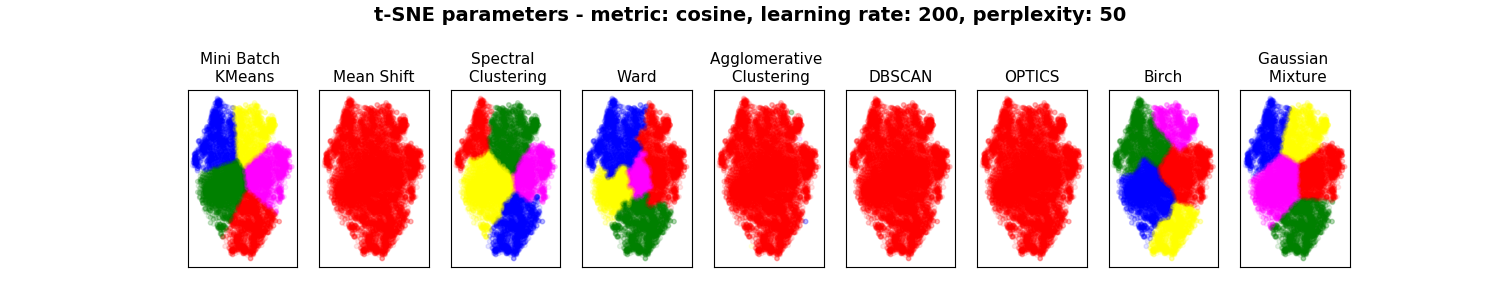 t-SNE parameters - metric: cosine, learning rate: 200, perplexity: 50
Mini Batch
KMeans
Mean Shift
Spectral
Clustering
Ward
Agglomerative
Clustering
DBSCAN
OPTICS
Birch
Gaussian
Mixture